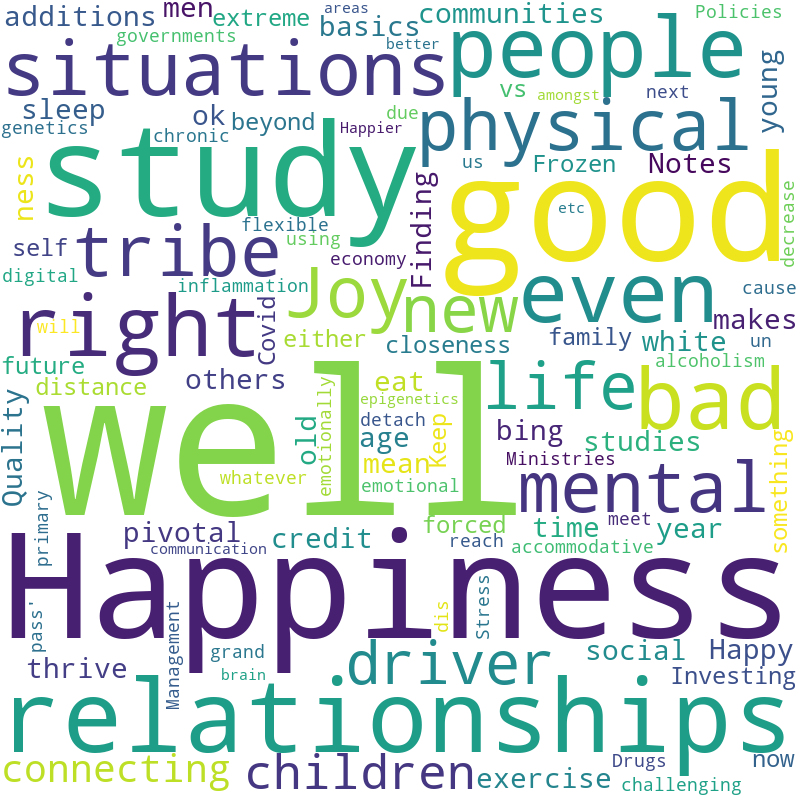 additions
men
extreme
areas
basics
communities
Policies
governments
better
situations
people
young
sleep
ok
beyond
due
vs
amongst
next
genetics
chronic
Happier
physical
study
us
Frozen
Notes
good
etc
ness
Finding
decrease
self
tribe
flexible
using
economy
digital
inflammation
Joy
new
even
cause
right
will
Covid
either
closeness
family
white
makes
un
future
distance
others
eat
epigenetics
life
alcoholism
bad
Quality
well
old
emotionally
detach
age
Keep
bing
studies
mean
Ministries
something
whatever
emotional
mental
primary
pivotal
communication
credit
forced
reach
time
meet
year
accommodative
Happiness
pass'
Management
grand
brain
dis
Stress
thrive
driver
social
Happy
Investing
relationships
connecting
children
exercise
Drugs
now
challenging